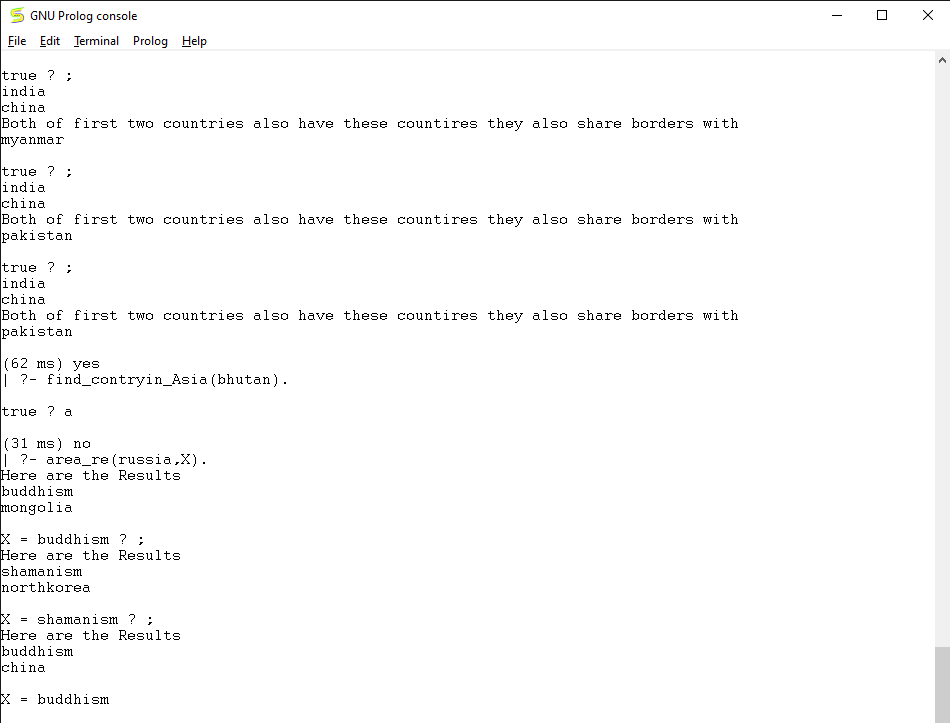 GNU Prolog console
File Edit Terminal Prolog Help
true ? ;
india
china
Both of first two countries also have these countires they also share borders with
myanmar
true ? ;
india
china
Both of first two countries also have these countires they also share borders with
pakistan
true ? ;
india
china
Both of first two countries also have these countires they also share borders with
pakistan
(62 ms) yes
| ?- find_contryin_Asia(bhutan).
true ? a
(31 ms) no
| ?- area_re(russia,X).
Here are the Results
buddhism
mongolia
X = buddhism ? ;
Here are the Results
shamanism
northkorea
X = shamanism ? ;
Here are the Results
buddhism
china
X = buddhism